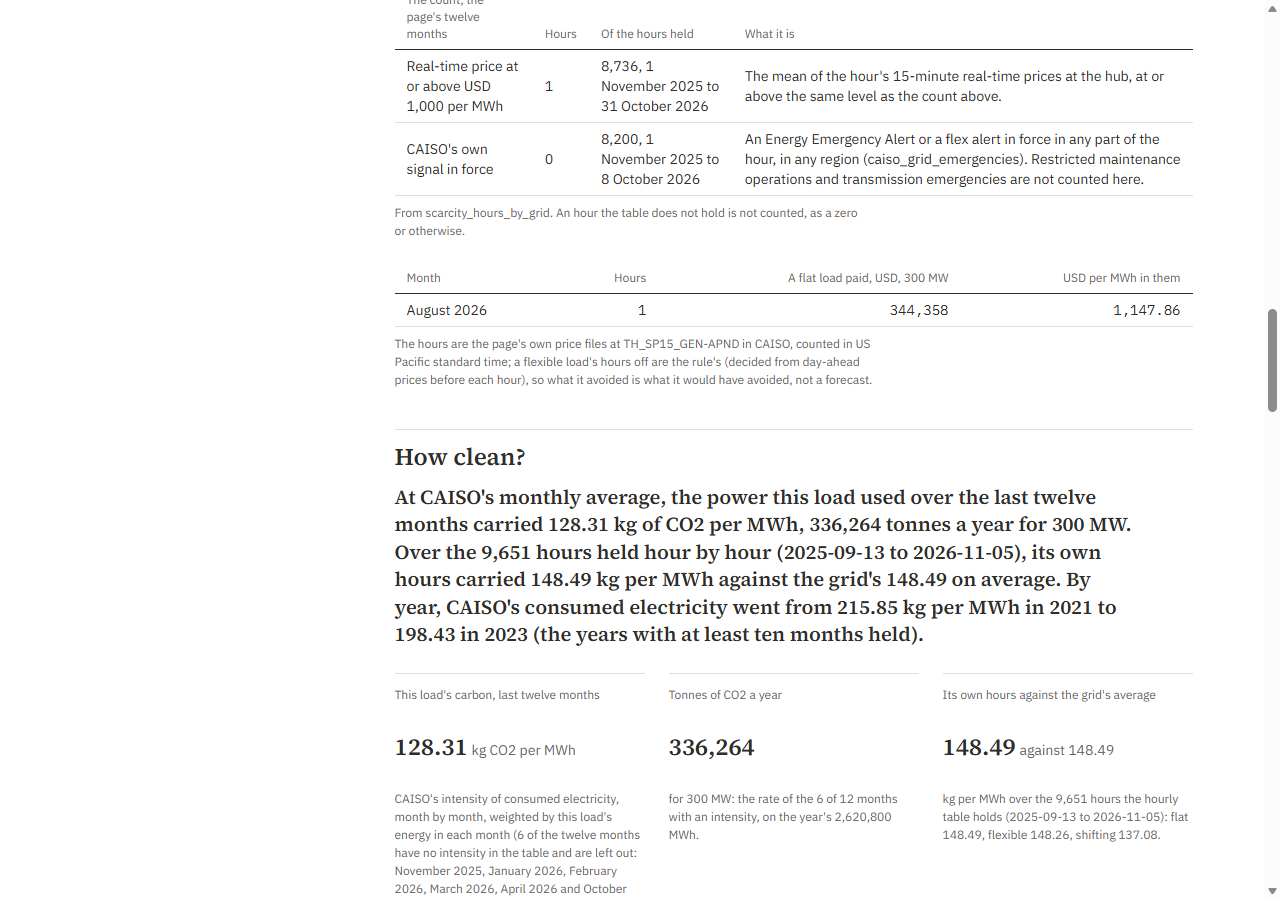 The count, the
page's twelve
months
Hours
Of the hours held
What it is
Real-time price at
or above USD
1,000 per MWh
1
8,736, 1
November 2025 to
31 October 2026
The mean of the hour's 15-minute real-time prices at the hub, at or
above the same level as the count above.
CAISO's own
signal in force
0
8,200, 1
November 2025 to
8 October 2026
An Energy Emergency Alert or a flex alert in force in any part of the
hour, in any region (caiso_grid_emergencies). Restricted maintenance
operations and transmission emergencies are not counted here.
From scarcity_hours_by_grid. An hour the table does not hold is not counted, as a zero
or otherwise.
Month
Hours
A flat load paid, USD, 300 MW
USD per MWh in them
August 2026
1
344,358
1,147.86
The hours are the page's own price files at TH_SP15_GEN-APND in CAISO, counted in US
Pacific standard time; a flexible load's hours off are the rule's (decided from day-ahead
prices before each hour), so what it avoided is what it would have avoided, not a forecast.
How clean?
At CAISO's monthly average, the power this load used over the last twelve
months carried 128.31 kg of CO2 per MWh, 336,264 tonnes a year for 300 MW.
Over the 9,651 hours held hour by hour (2025-09-13 to 2026-11-05), its own
hours carried 148.49 kg per MWh against the grid's 148.49 on average. By
year, CAISO's consumed electricity went from 215.85 kg per MWh in 2021 to
198.43 in 2023 (the years with at least ten months held).
This load's carbon, last twelve months
128.31 kg CO2 per MWh
CAISO's intensity of consumed electricity,
month by month, weighted by this load's
energy in each month (6 of the twelve months
have no intensity in the table and are left out:
November 2025, January 2026, February
2026, March 2026, April 2026 and October
Tonnes of CO2 a year
336,264
for 300 MW: the rate of the 6 of 12 months
with an intensity, on the year's 2,620,800
MWh.
Its own hours against the grid's average
148.49 against 148.49
kg per MWh over the 9,651 hours the hourly
table holds (2025-09-13 to 2026-11-05): flat
148.49, flexible 148.26, shifting 137.08.